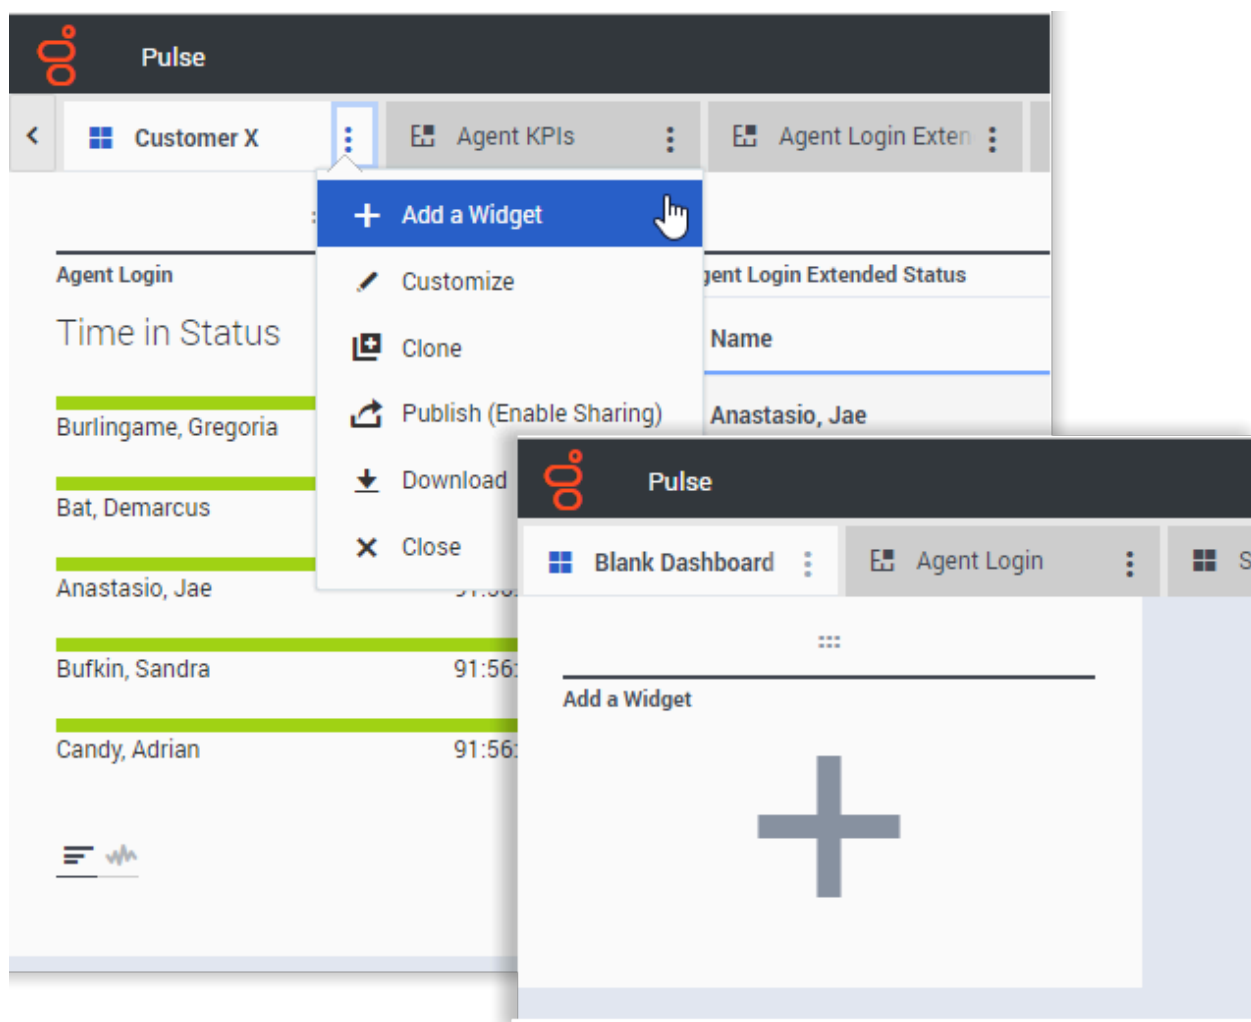 Pulse
Customer X
Agent KPIs
Agent Login Exten
Add a Widget
Customize
Clone
Publish (Enable Sharing)
Download
Close
Agent Login
Time in Status
Burlingame, Gregoria
Bat, Demarcus
Anastasio, Jae
Bufkin, Sandra 91:56:
Candy, Adrian 91:56:
gent Login Extended Status
Name
Anastasio, Jae
Pulse
Blank Dashboard
Agent Login
S
Add a Widget